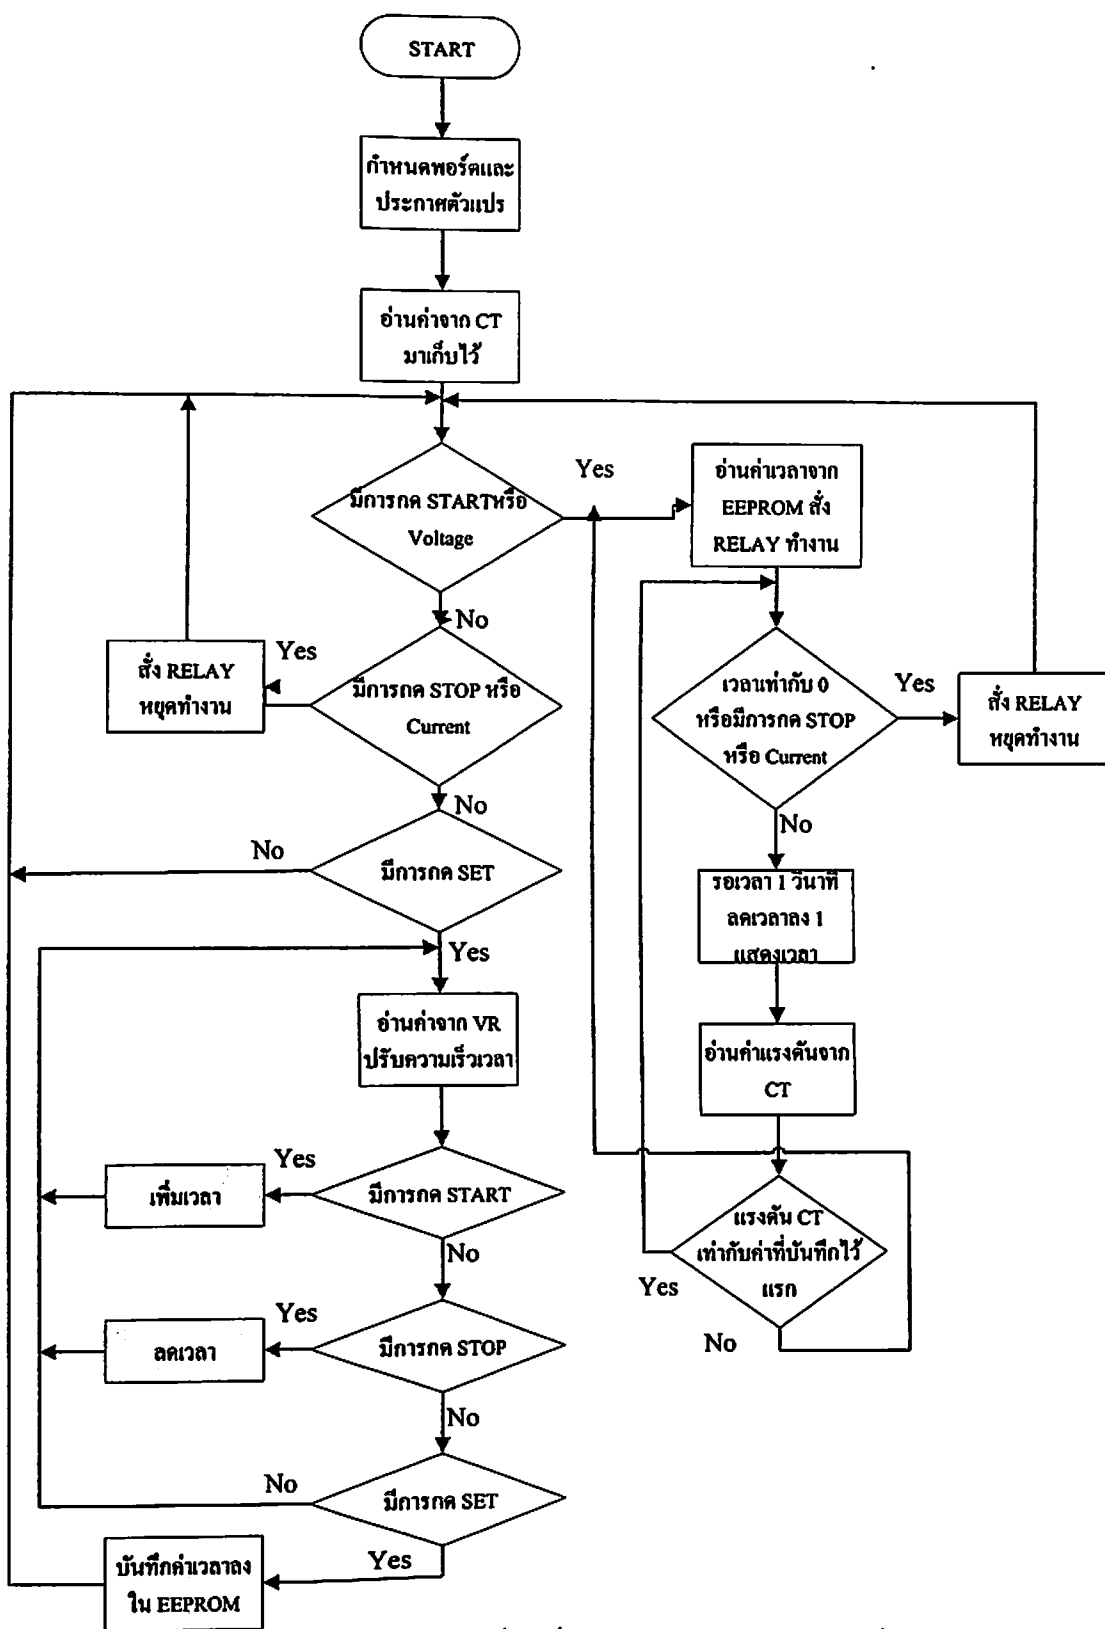 START
กำหนดพอร์ตและ
ประกาศตัวแปร
อ่านค่าจาก CT
มาเก็บไว้
มีการกด STARTหรือ
Voltage
Yes
อ่านค่าเวลาจาก
EEPROM สั่ง
RELAY ทำงาน
No
Yes
สั่ง RELAY
หยุดทำงาน
มีการกด STOP หรือ
Current
เวลาเท่ากับ 0
หรือมีการกด STOP
หรือ Current
Yes
สั่ง RELAY
หยุดทำงาน
No
No
No
มีการกด SET
รอเวลา 1 วินาที
ลดเวลาลง 1
แสดงเวลา
Yes
อ่านค่าจาก VR
ปรับความเร็วเวลา
อ่านค่าแรงดันจาก
CT
Yes
เพิ่มเวลา
มีการกด START
แรงดัน CT
เท่ากับค่าที่บันทึกไว้
แรก
No
Yes
No
Yes
ลดเวลา
มีการกด STOP
No
No
มีการกด SET
Yes
บันทึกค่าเวลาลง
ใน EEPROM